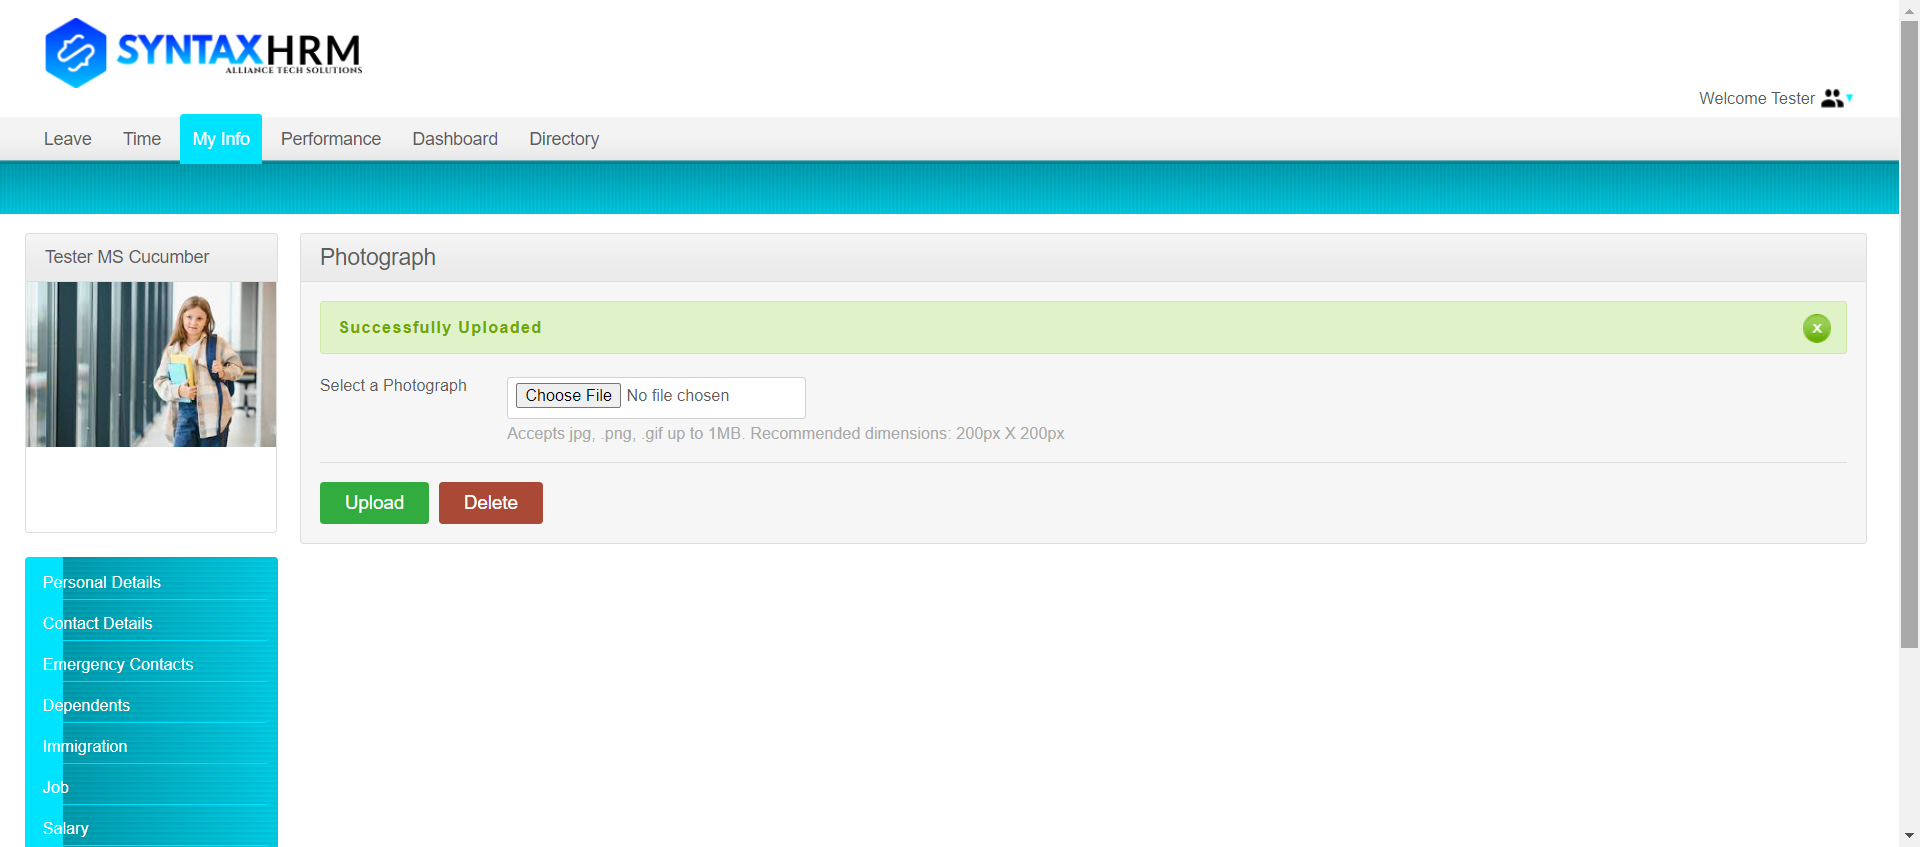 SYNTAXHRM
ALLIANCE TECH SOLUTIONS
Welcome Tester
Leave Time My Info Performance Dashboard Directory
Tester MS Cucumber
Photograph
Successfully Uploaded
x
Select a Photograph
Choose File No file chosen
Accepts jpg, .png, .gif up to 1MB. Recommended dimensions: 200px X 200px
Upload Delete
Personal Details
Contact Details
Emergency Contacts
Dependents
Immigration
Job
Salary